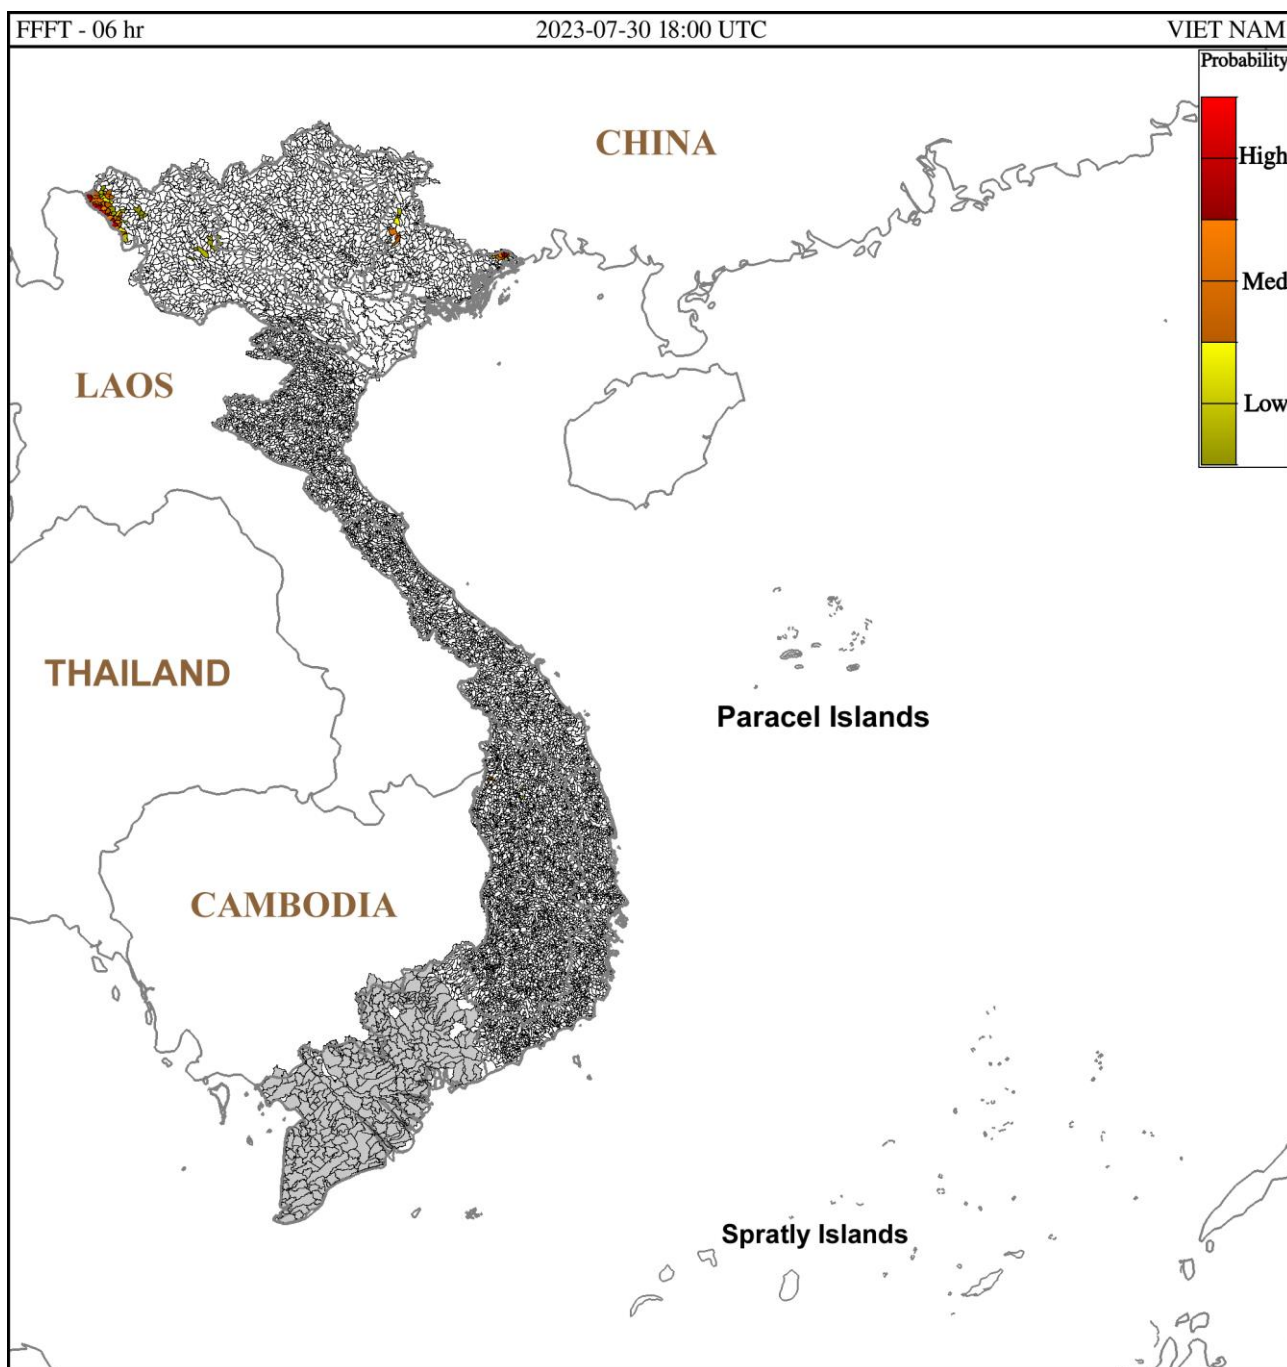 FFFT - 06 hr 2023-07-30 18:00 UTC VIET NAM
Probability
CHINA
High
Med
LAOS
Low
THAILAND
Paracel Islands
CAMBODIA
Spratly Islands